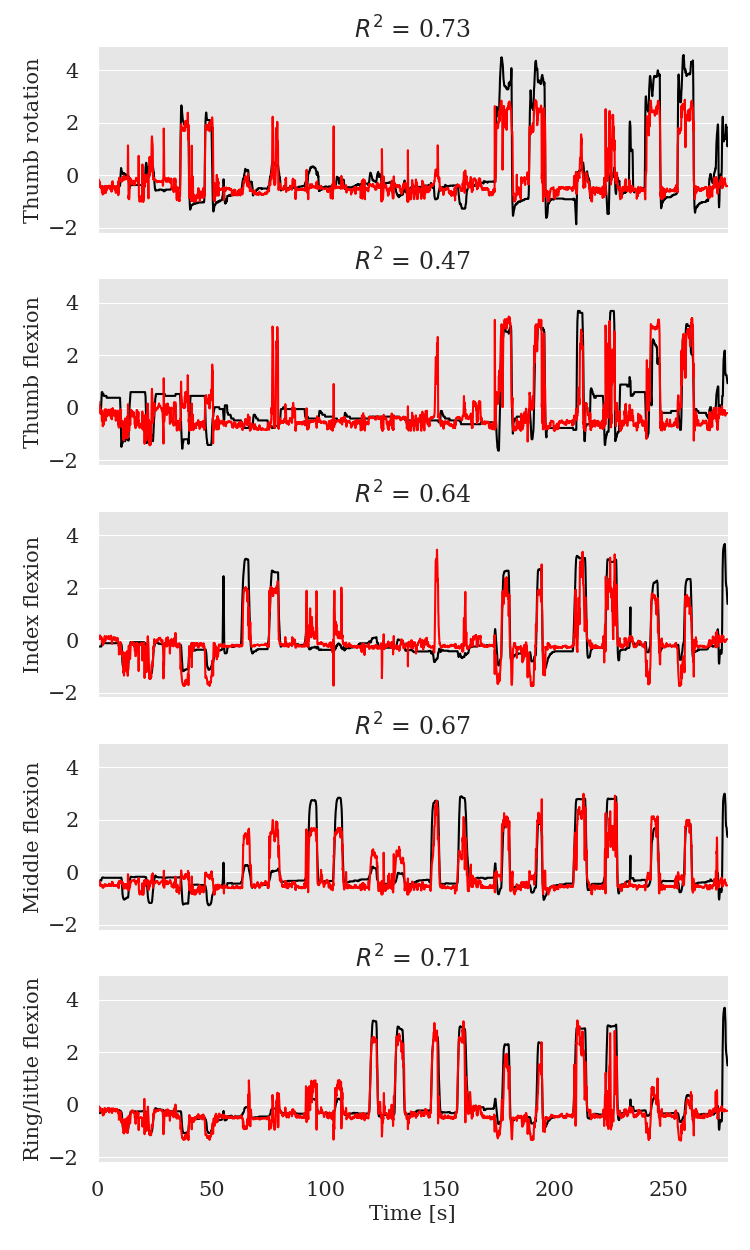 R² = 0.73
Thumb rotation
4
2
0
−2
R² = 0.47
Thumb flexion
4
2
0
−2
R² = 0.64
Index flexion
4
2
0
−2
R² = 0.67
Middle flexion
4
2
0
−2
R² = 0.71
Ring/little flexion
4
2
0
−2
0 50 100 150 200 250
Time [s]